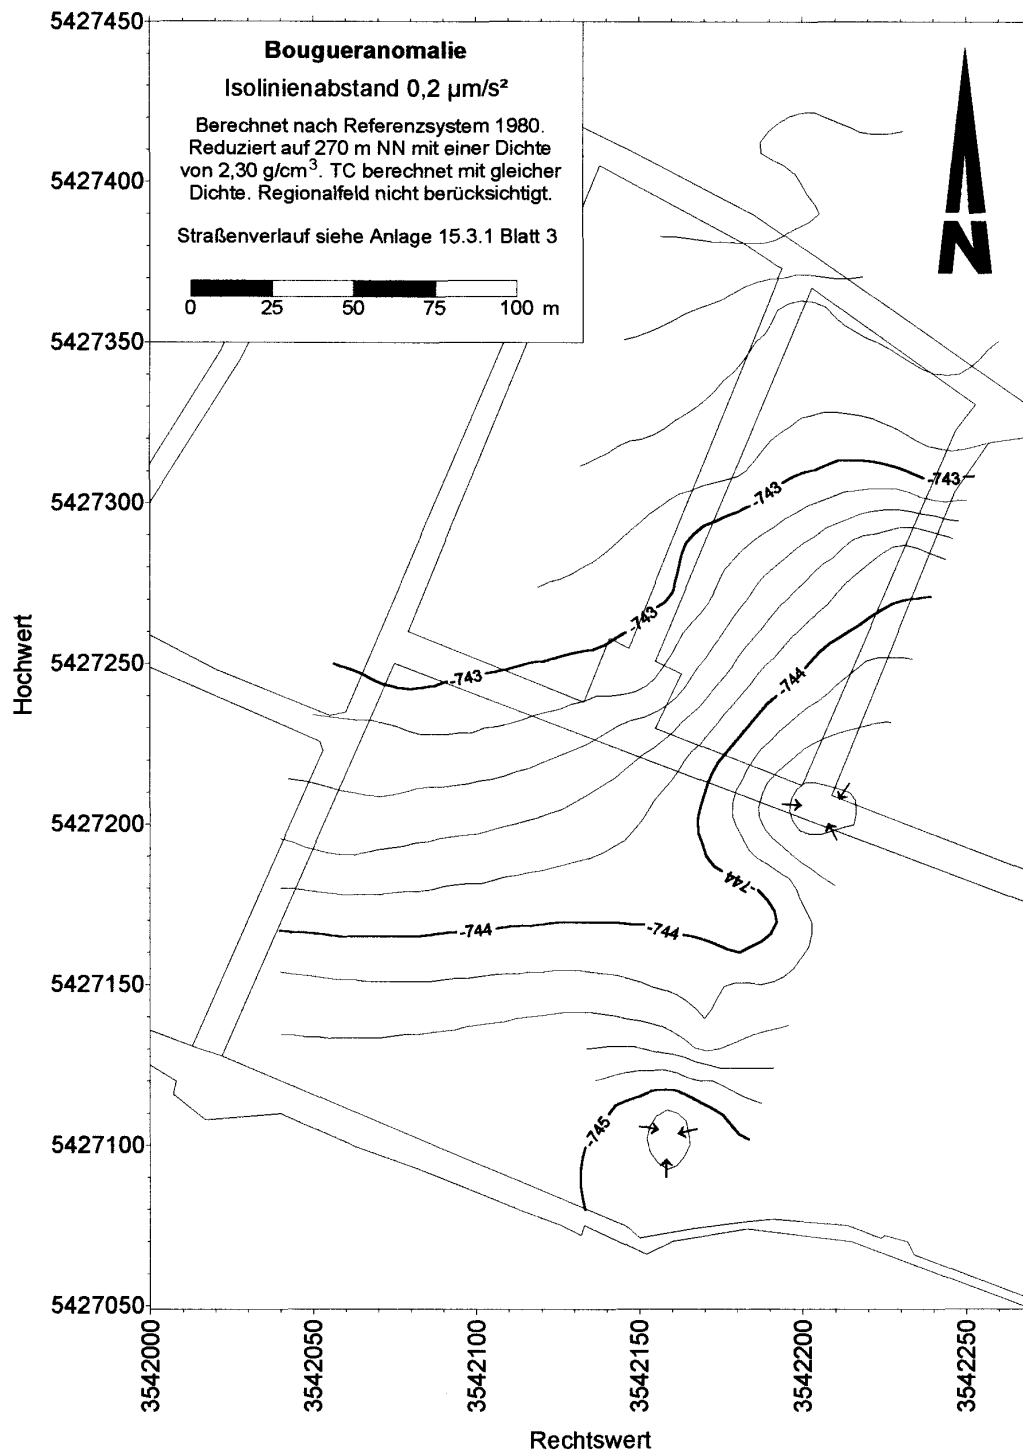 Bougueranomalie
Isolinienabstand 0,2 µm/s²
Berechnet nach Referenzsystem 1980.
Reduziert auf 270 m NN mit einer Dichte
von 2,30 g/cm³. TC berechnet mit gleicher
Dichte. Regionalfeld nicht berücksichtigt.
Straßenverlauf siehe Anlage 15.3.1 Blatt 3
0 25 50 75 100 m
N
5427450
5427400
5427350
5427300
5427250
5427200
5427150
5427100
5427050
Hochwert
-743
-743
-743
-743
-744
-744
-744
-744
-745
3542000
3542050
3542100
3542150
3542200
3542250
Rechtswert